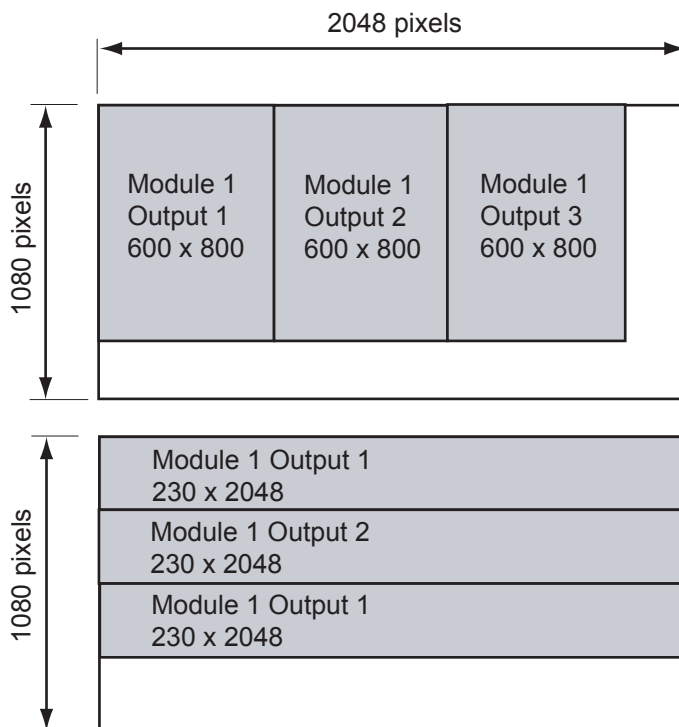 2048 pixels
1080 pixels
Module 1
Output 1
600 x 800
Module 1
Output 2
600 x 800
Module 1
Output 3
600 x 800
1080 pixels
Module 1 Output 1
230 x 2048
Module 1 Output 2
230 x 2048
Module 1 Output 1
230 x 2048